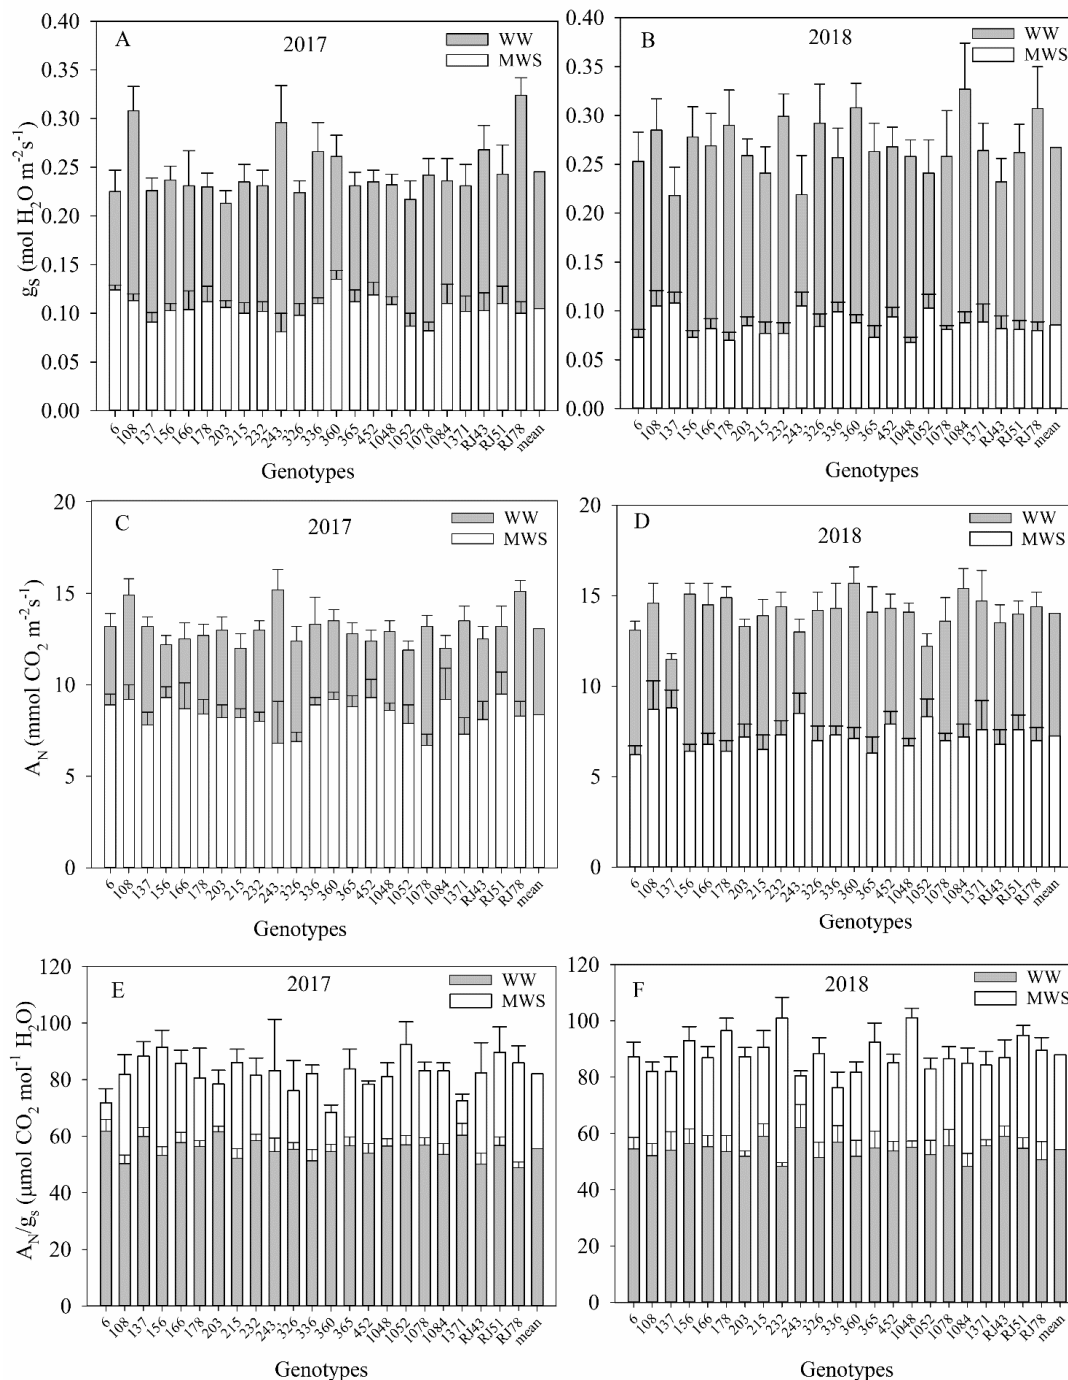 A
2017
WW
MWS
0.40
0.35
0.30
0.25
0.20
0.15
0.10
0.05
0.00
gS (mol H2O m-2s-1)
6 108 137 156 166 178 203 215 232 243 326 336 360 365 452 1048 1052 1078 1084 1371 RJ43 RJ51 RJ78 mean
Genotypes
B
2018
WW
MWS
0.40
0.35
0.30
0.25
0.20
0.15
0.10
0.05
0.00
6 108 137 156 166 178 203 215 232 243 326 336 360 365 452 1048 1052 1078 1084 1371 RJ43 RJ51 RJ78 mean
Genotypes
C
2017
WW
MWS
20
15
10
5
0
AN (mmol CO2 m-2s-1)
6 108 137 156 166 178 203 215 232 243 326 336 360 365 452 1048 1052 1078 1084 1371 RJ43 RJ51 RJ78 mean
Genotypes
D
2018
WW
MWS
20
15
10
5
0
6 108 137 156 166 178 203 215 232 243 326 336 360 365 452 1048 1052 1078 1084 1371 RJ43 RJ51 RJ78 mean
Genotypes
E
2017
WW
MWS
120
100
80
60
40
20
0
AN/gs (µmol CO2 mol-1 H2O)
6 108 137 156 166 178 203 215 232 243 326 336 360 365 452 1048 1052 1078 1084 1371 RJ43 RJ51 RJ78 mean
Genotypes
F
2018
WW
MWS
120
100
80
60
40
20
0
6 108 137 156 166 178 203 215 232 243 326 336 360 365 452 1048 1052 1078 1084 1371 RJ43 RJ51 RJ78 mean
Genotypes